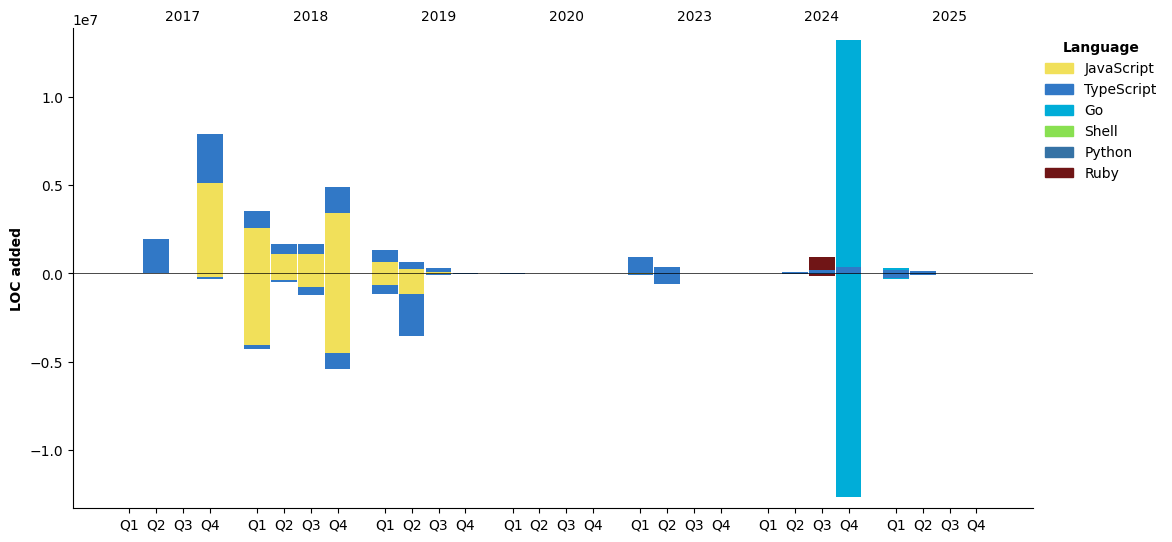 1e7
2017 2018 2019 2020 2023 2024 2025
Language
JavaScript
TypeScript
Go
Shell
Python
Ruby
LOC added
1.0
0.5
0.0
−0.5
−1.0
Q1 Q2 Q3 Q4 Q1 Q2 Q3 Q4 Q1 Q2 Q3 Q4 Q1 Q2 Q3 Q4 Q1 Q2 Q3 Q4 Q1 Q2 Q3 Q4 Q1 Q2 Q3 Q4